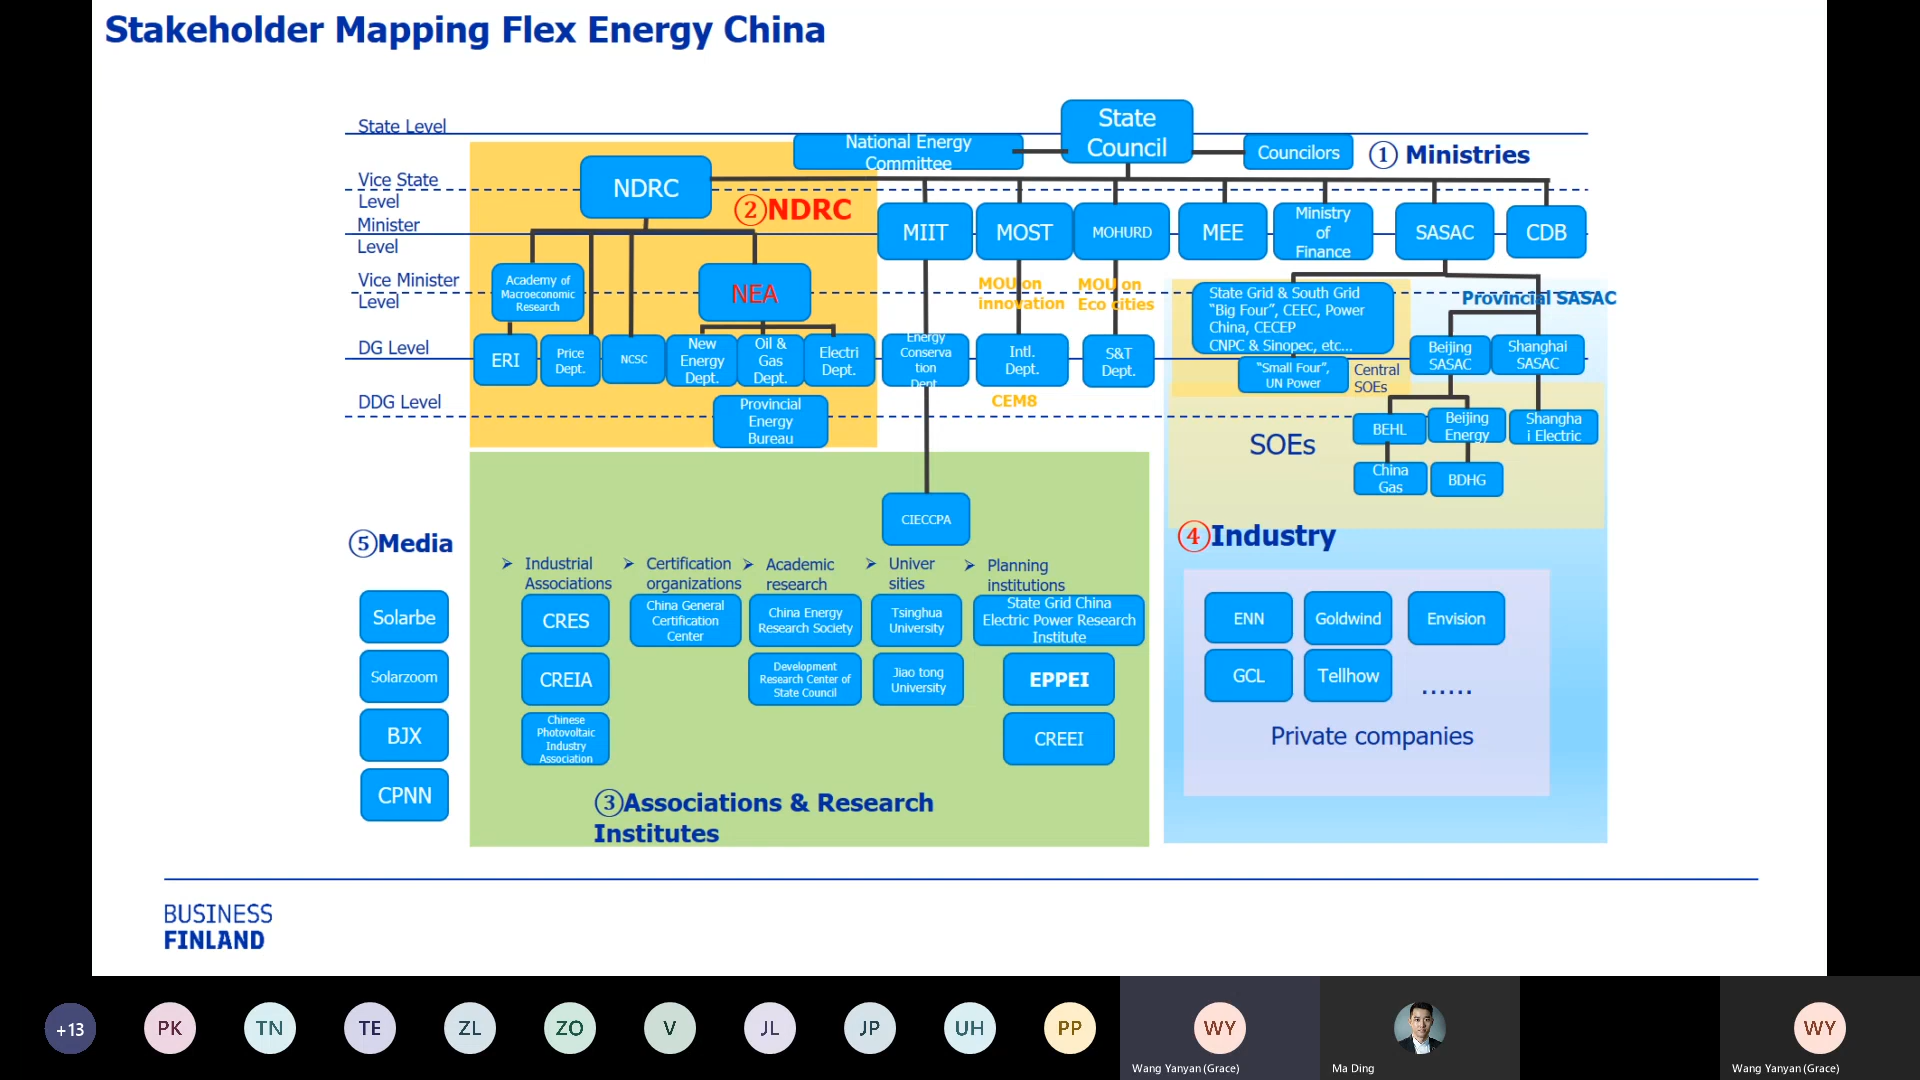 Stakeholder Mapping Flex Energy China
State Level
State
Council
National Energy
Committee
Councilors
① Ministries
Vice State
Level
NDRC
②NDRC
Minister
Level
MIIT
MOST
MOHURD
MEE
Ministry
of
Finance
SASAC
CDB
Vice Minister
Level
Academy of
Macroeconomic
Research
NEA
MOU on
innovation
MOU on
Eco cities
State Grid & South Grid
“Big Four”, CEEC, Power
China, CECEP
CNPC & Sinopec, etc...
Provincial SASAC
DG Level
ERI
Price
Dept.
NCSC
New
Energy
Dept.
Oil &
Gas
Dept.
Electri
Dept.
Energy
Conserva
tion
Dept
Intl.
Dept.
S&T
Dept.
“Small Four”,
UN Power
Central
SOEs
Beijing
SASAC
Shanghai
SASAC
DDG Level
Provincial
Energy
Bureau
CEM8
SOEs
BEHL
Beijing
Energy
Shangha
i Electric
China
Gas
BDHG
CIECCPA
⑤Media
Solarbe
Solarzoom
BJX
CPNN
➢ Industrial
Associations
CRES
CREIA
Chinese
Photovoltaic
Industry
Association
➢ Certification
organizations
China General
Certification
Center
➢ Academic
research
China Energy
Research Society
Development
Research Center of
State Council
➢ Univer
sities
Tsinghua
University
Jiao tong
University
➢ Planning
institutions
State Grid China
Electric Power Research
Institute
EPPEI
CREEI
③Associations & Research
Institutes
④Industry
ENN
Goldwind
Envision
GCL
Tellhow
......
Private companies
BUSINESS
FINLAND
+13
PK
TN
TE
ZL
ZO
V
JL
JP
UH
PP
WY
Wang Yanyan (Grace)
Ma Ding
WY
Wang Yanyan (Grace)